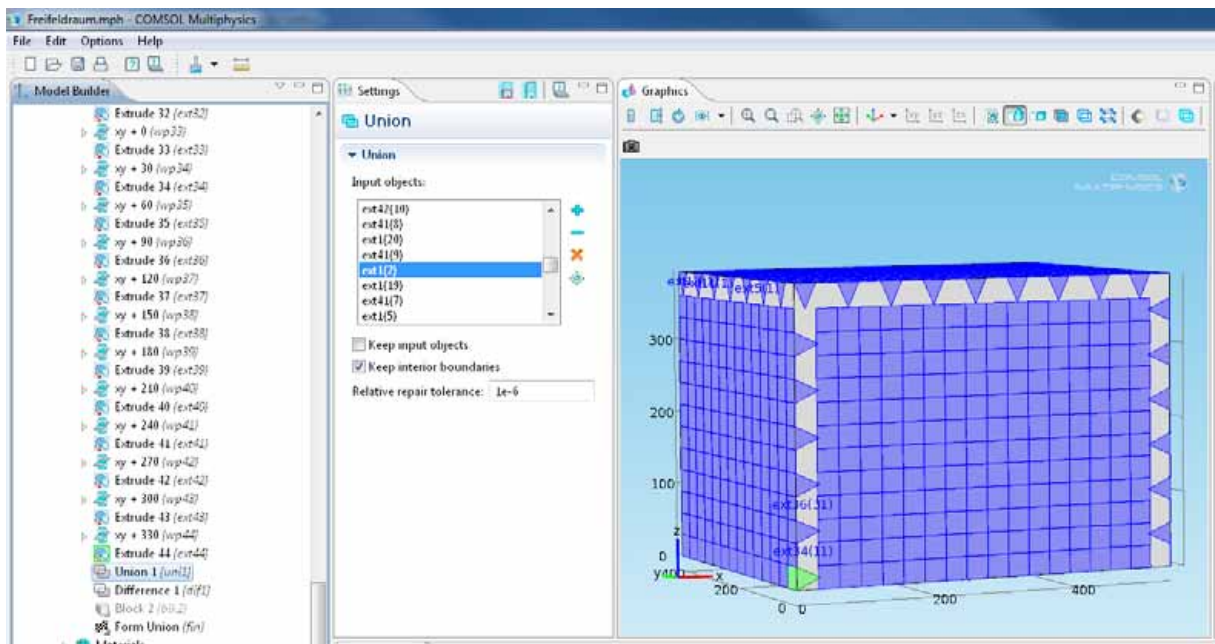 Freifeldraum.mph - COMSOL Multiphysics
File Edit Options Help
Model Builder
Extrude 32 (ext32)
xy + 0 (wp33)
Extrude 33 (ext33)
xy + 30 (wp34)
Extrude 34 (ext34)
xy + 60 (wp35)
Extrude 35 (ext35)
xy + 90 (wp36)
Extrude 36 (ext36)
xy + 120 (wp37)
Extrude 37 (ext37)
xy + 150 (wp38)
Extrude 38 (ext38)
xy + 180 (wp39)
Extrude 39 (ext39)
xy + 210 (wp40)
Extrude 40 (ext40)
xy + 240 (wp41)
Extrude 41 (ext41)
xy + 270 (wp42)
Extrude 42 (ext42)
xy + 300 (wp43)
Extrude 43 (ext43)
xy + 330 (wp44)
Extrude 44 (ext44)
Union 1 (uni1)
Difference 1 (dif1)
Block 2 (blk2)
Form Union (fin)
Materials
Settings
Union
Union
Input objects:
ext42(10)
ext41(8)
ext1(20)
ext41(9)
ext1(2)
ext1(19)
ext41(7)
ext1(5)
Keep input objects
Keep interior boundaries
Relative repair tolerance: 1e-6
Graphics
COMSOL
MULTIPHYSICS
ext5(1)
300
200
100
ext36(31)
z
0
ext34(11)
y400
x
200
0
0
200
400